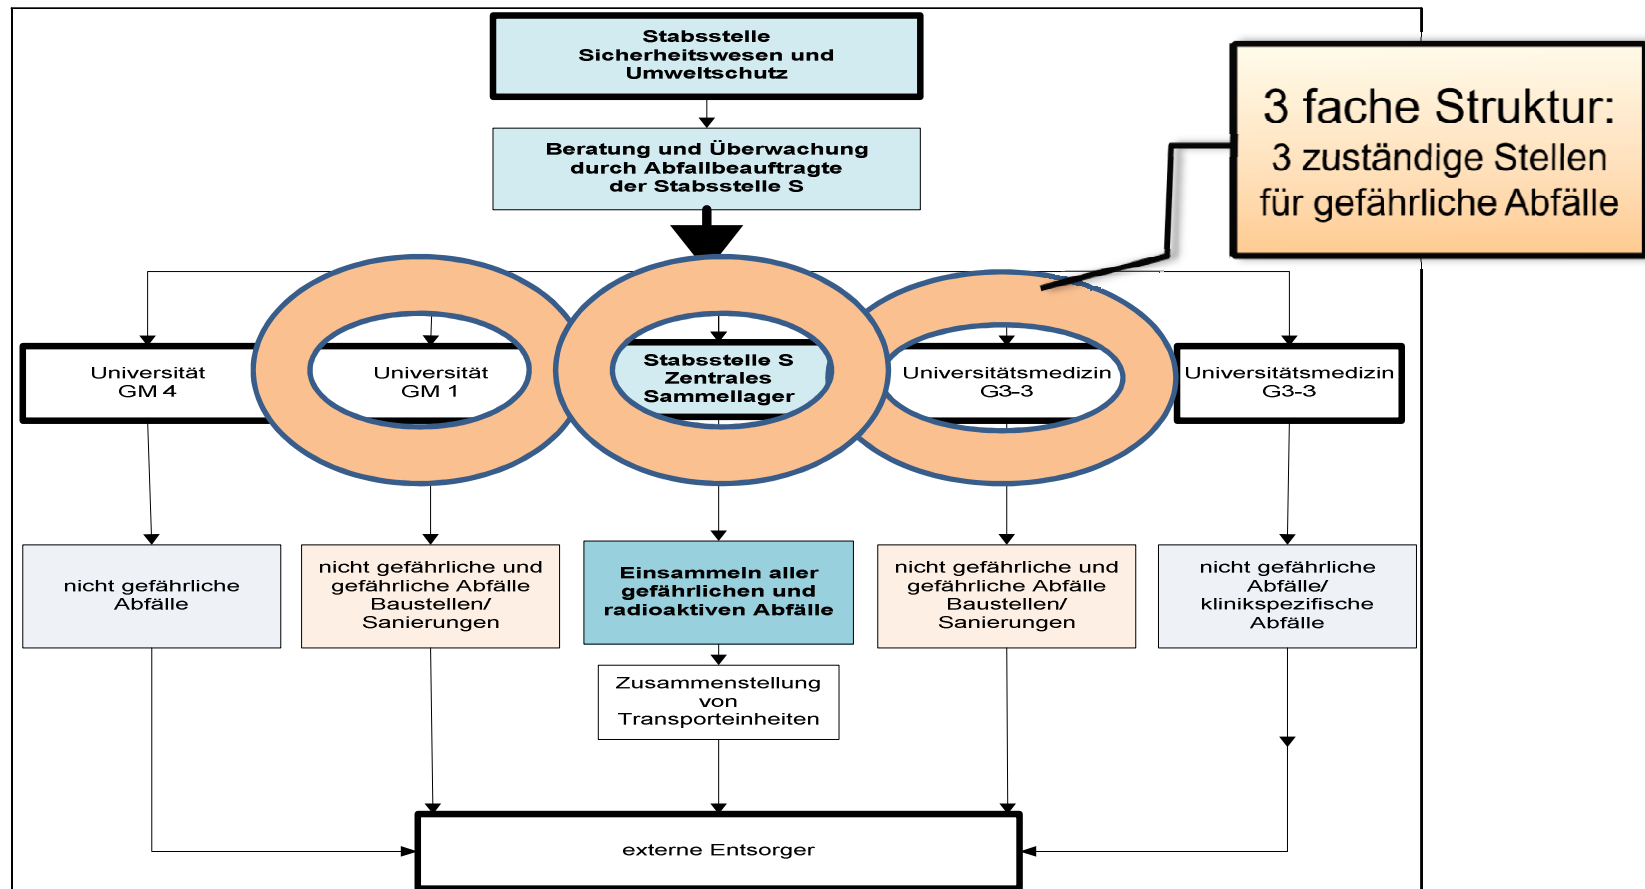 Stabsstelle
Sicherheitswesen und
Umweltschutz
3 fache Struktur:
3 zuständige Stellen
für gefährliche Abfälle
Beratung und Überwachung
durch Abfallbeauftragte
der Stabsstelle S
Universität
GM 4
Universität
GM 1
Stabsstelle S
Zentrales
Sammellager
Universitätsmedizin
G3-3
Universitätsmedizin
G3-3
nicht gefährliche
Abfälle
nicht gefährliche und
gefährliche Abfälle
Baustellen/
Sanierungen
Einsammeln aller
gefährlichen und
radioaktiven Abfälle
nicht gefährliche und
gefährliche Abfälle
Baustellen/
Sanierungen
nicht gefährliche
Abfälle/
klinikspezifische
Abfälle
Zusammenstellung
von
Transporteinheiten
externe Entsorger